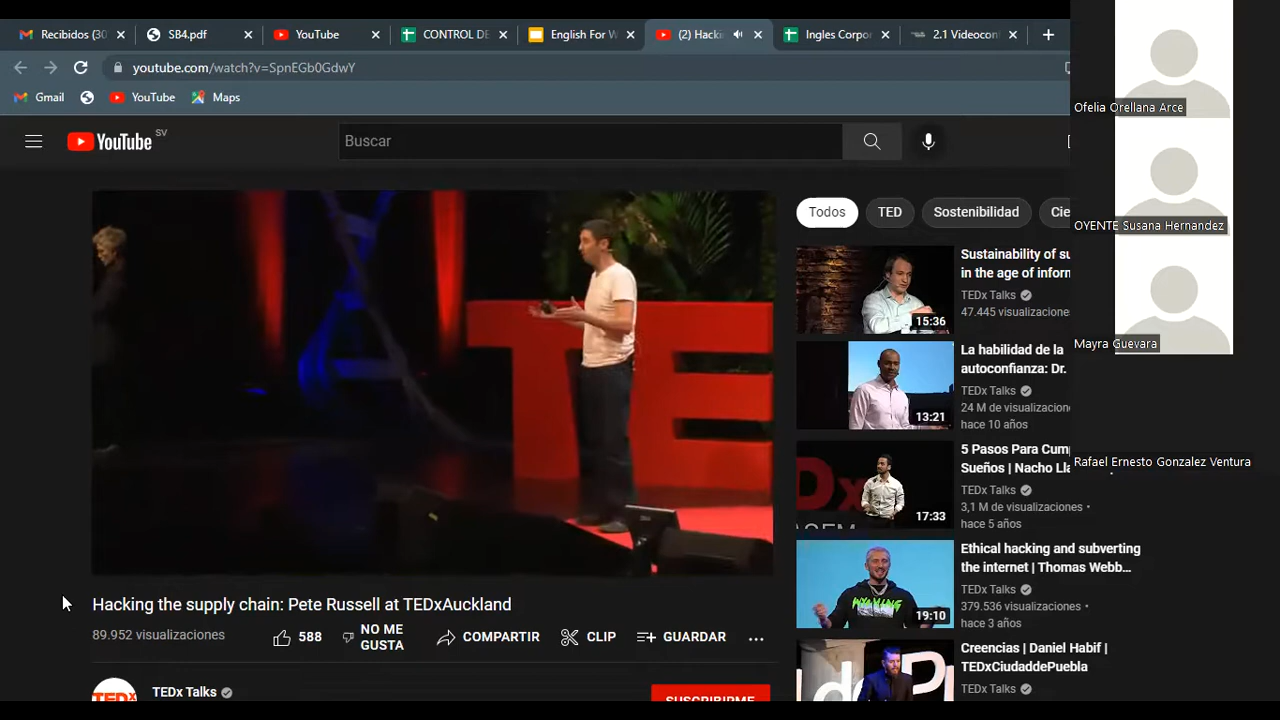 Recibidos (30
SB4.pdf
YouTube
CONTROL DE
English For W
(2) Hacki
Ingles Corpo
2.1 Videocon
youtube.com/watch?v=SpnEGb0GdwY
Gmail
YouTube
Maps
YouTube SV
Buscar
Todos
TED
Sostenibilidad
Cie
TE
Hacking the supply chain: Pete Russell at TEDxAuckland
89.952 visualizaciones
588
NO ME
GUSTA
COMPARTIR
CLIP
GUARDAR
TEDx
TEDx Talks
SUSCRIBIRME
Sustainability of su
in the age of inforn
TEDx Talks
47.445 visualizacione
15:36
La habilidad de la
autoconfianza: Dr.
TEDx Talks
24 M de visualizacion
hace 10 años
13:21
5 Pasos Para Cum
Sueños | Nacho Lla
TEDx Talks
3,1 M de visualizaciones •
hace 5 años
17:33
Ethical hacking and subverting
the internet | Thomas Webb...
TEDx Talks
379.536 visualizaciones •
hace 3 años
19:10
Creencias | Daniel Habif |
TEDxCiudaddePuebla
TEDx Talks
Ofelia Orellana Arce
OYENTE Susana Hernandez
Mayra Guevara
Rafael Ernesto Gonzalez Ventura